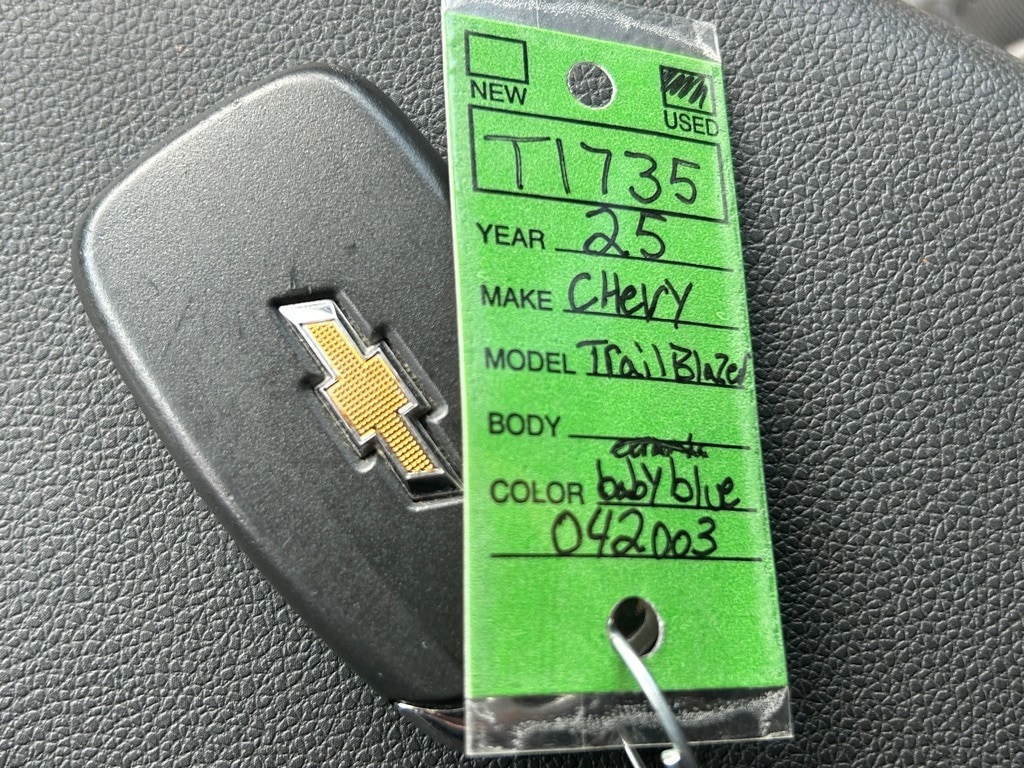 NEW
USED
T1735
YEAR 25
MAKE CHevy
MODEL TrailBlazer
BODY
COLOR baby blue
042003